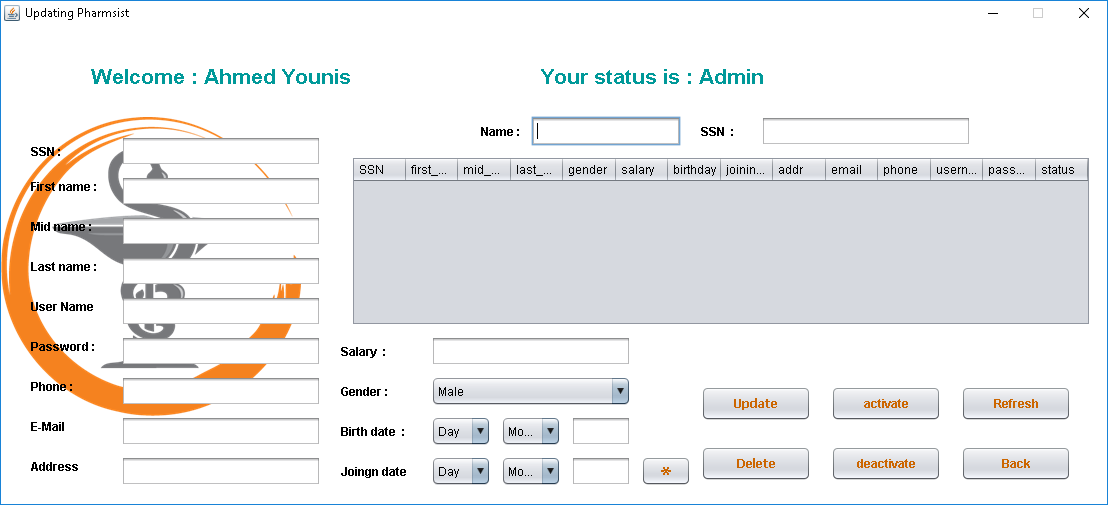 Updating Pharmsist
Welcome : Ahmed Younis
Your status is : Admin
Name :
SSN :
SSN :
First name :
Mid name :
Last name :
User Name
Password :
Phone :
E-Mail
Address
SSN first_... mid_... last_... gender salary birthday joinin... addr email phone usern... pass... status
Salary :
Gender : Male
Birth date : Day Mo...
Joingn date Day Mo... *
Update activate Refresh
Delete deactivate Back